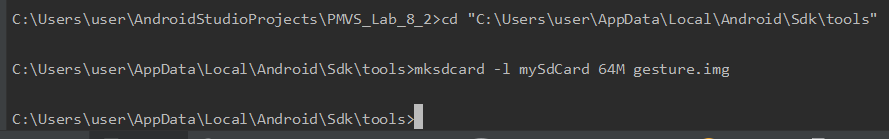 C:\Users\user\AndroidStudioProjects\PMVS_Lab_8_2>cd "C:\Users\user\AppData\Local\Android\Sdk\tools"
C:\Users\user\AppData\Local\Android\Sdk\tools>mksdcard -l mySdCard 64M gesture.img
C:\Users\user\AppData\Local\Android\Sdk\tools>